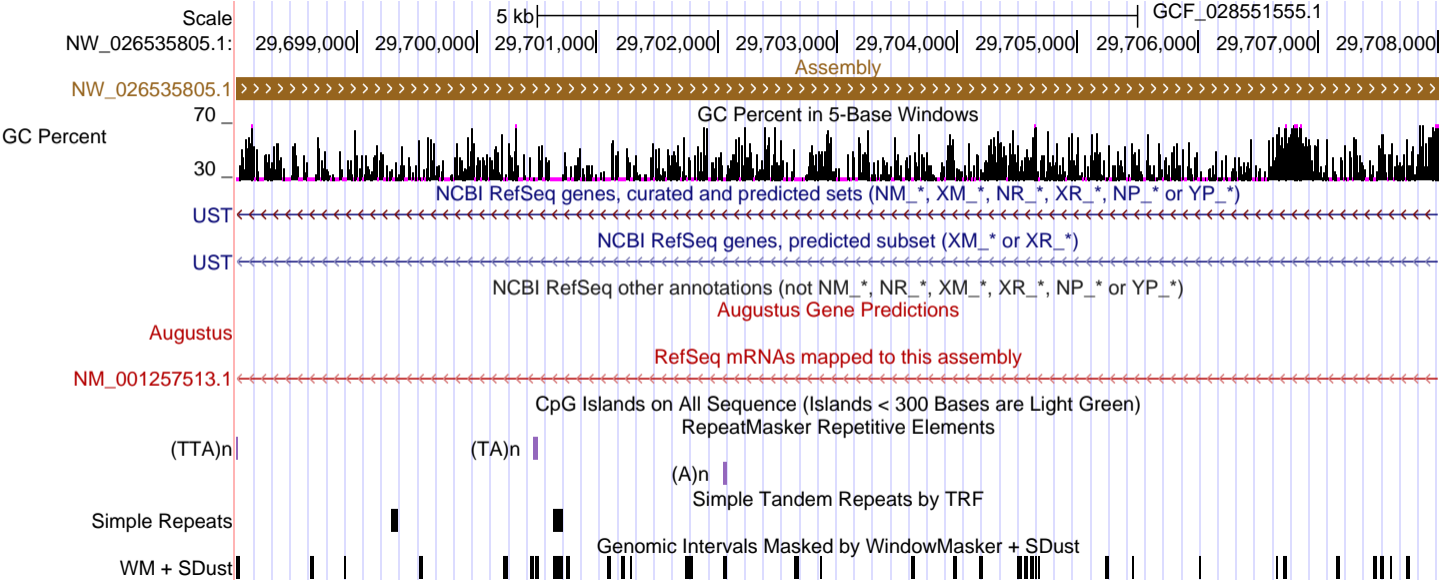 Scale 5 kb GCF_028551555.1
NW_026535805.1: 29,699,000 29,700,000 29,701,000 29,702,000 29,703,000 29,704,000 29,705,000 29,706,000 29,707,000 29,708,000
Assembly
NW_026535805.1
GC Percent in 5-Base Windows
70 _
GC Percent
30 _
NCBI RefSeq genes, curated and predicted sets (NM_*, XM_*, NR_*, XR_*, NP_* or YP_*)
UST
NCBI RefSeq genes, predicted subset (XM_* or XR_*)
UST
NCBI RefSeq other annotations (not NM_*, NR_*, XM_*, XR_*, NP_* or YP_*)
Augustus Gene Predictions
Augustus
RefSeq mRNAs mapped to this assembly
NM_001257513.1
CpG Islands on All Sequence (Islands < 300 Bases are Light Green)
RepeatMasker Repetitive Elements
(TTA)n (TA)n
(A)n
Simple Tandem Repeats by TRF
Simple Repeats
Genomic Intervals Masked by WindowMasker + SDust
WM + SDust